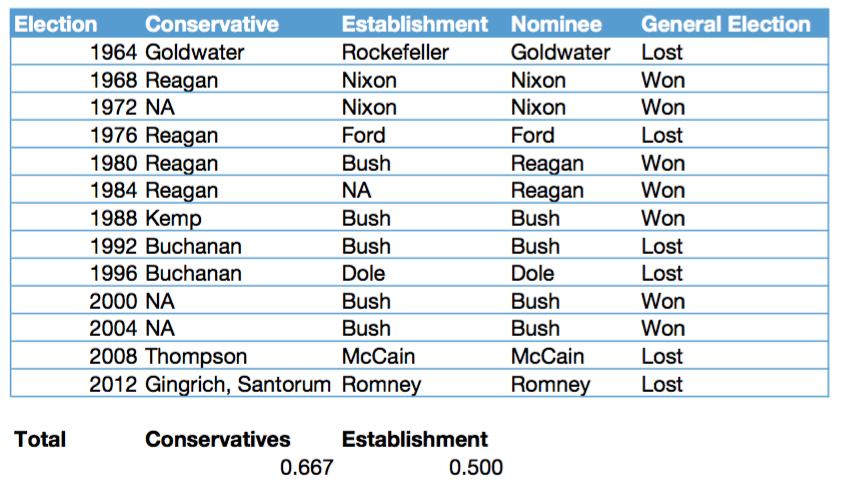 Election Conservative Establishment Nominee General Election
1964 Goldwater Rockefeller Goldwater Lost
1968 Reagan Nixon Nixon Won
1972 NA Nixon Nixon Won
1976 Reagan Ford Ford Lost
1980 Reagan Bush Reagan Won
1984 Reagan NA Reagan Won
1988 Kemp Bush Bush Won
1992 Buchanan Bush Bush Lost
1996 Buchanan Dole Dole Lost
2000 NA Bush Bush Won
2004 NA Bush Bush Won
2008 Thompson McCain McCain Lost
2012 Gingrich, Santorum Romney Romney Lost
Total Conservatives Establishment
0.667 0.500